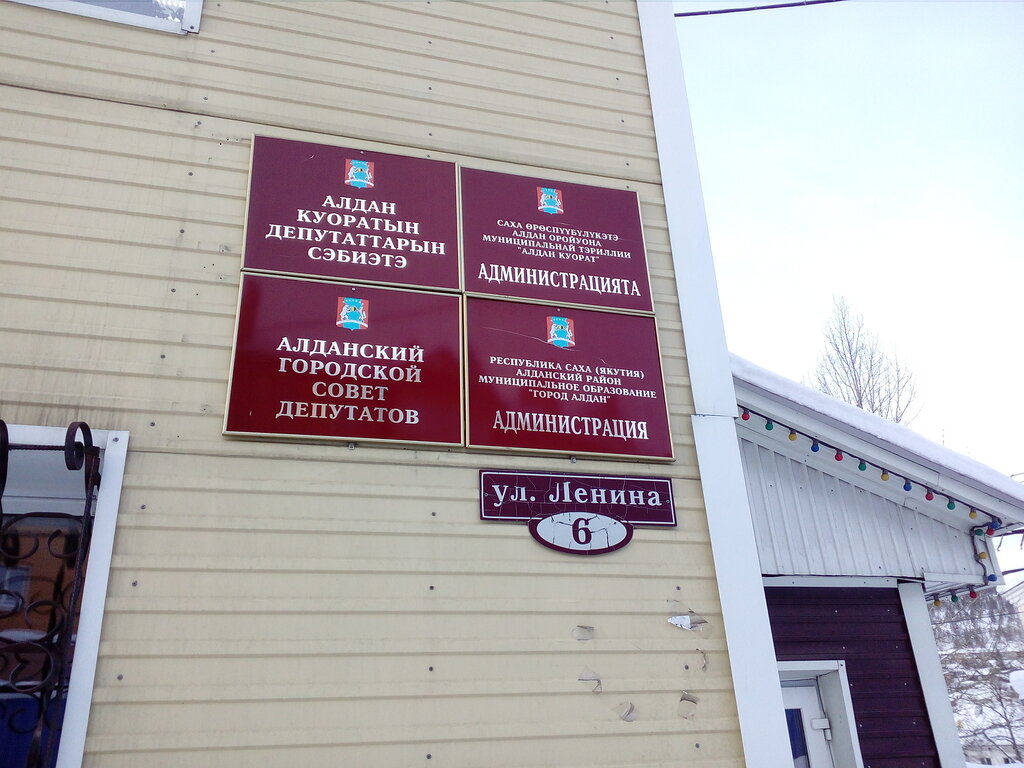 АЛДАН
КУОРАТЫН
ДЕПУТАТТАРЫН
СЭБИЭТЭ
САХА ӨРӨСПҮҮБҮЛҮКЭТЭ
АЛДАН ОРОЙУОНА
МУНИЦИПАЛЬНАЙ ТЭРИЛЛИИ
"АЛДАН КУОРАТ"
АДМИНИСТРАЦИЯТА
АЛДАНСКИЙ
ГОРОДСКОЙ
СОВЕТ
ДЕПУТАТОВ
РЕСПУБЛИКА САХА (ЯКУТИЯ)
АЛДАНСКИЙ РАЙОН
МУНИЦИПАЛЬНОЕ ОБРАЗОВАНИЕ
"ГОРОД АЛДАН"
АДМИНИСТРАЦИЯ
ул. Ленина
6